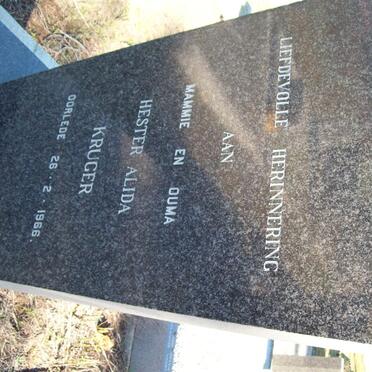 LIEFDEVOLLE HERINNERING
AAN
MAMMIE EN OUMA
HESTER ALIDA
KRUGER
OORLEDE 26.2.1966